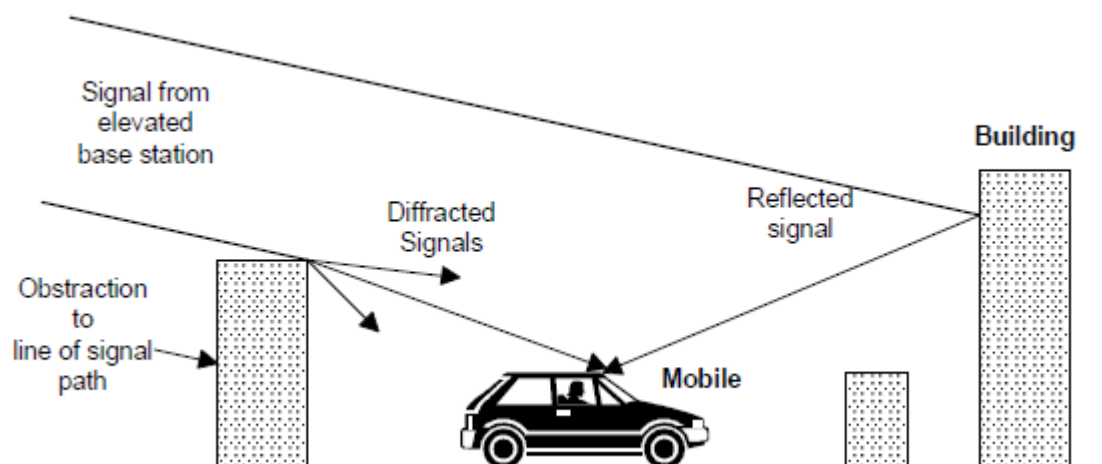 Signal from
elevated
base station
Building
Reflected
signal
Diffracted
Signals
Obstraction
to
line of signal
path
Mobile